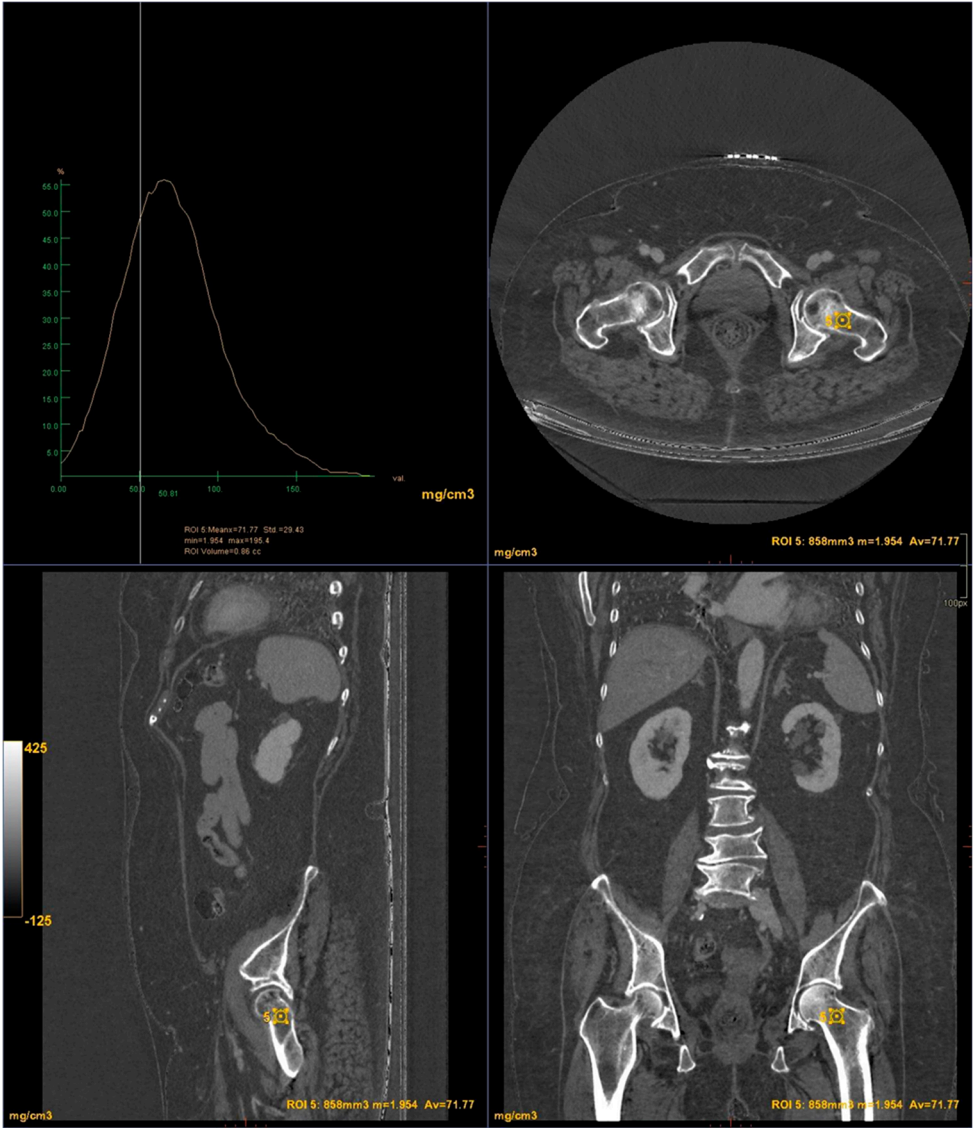 %
55.0
50.0
45.0
40.0
35.0
30.0
25.0
20.0
15.0
10.0
5.0
val.
0.00 50.0 100. 150.
50.81
mg/cm3
ROI 5:Meanx=71.77 Std.=29.43
min=1.954 max=195.4
ROI Volume=0.86 cc
5
ROI 5: 858mm3 m=1.954 Av=71.77
mg/cm3
100px
425
-125
5
ROI 5: 858mm3 m=1.954 Av=71.77
mg/cm3
5
ROI 5: 858mm3 m=1.954 Av=71.77
mg/cm3